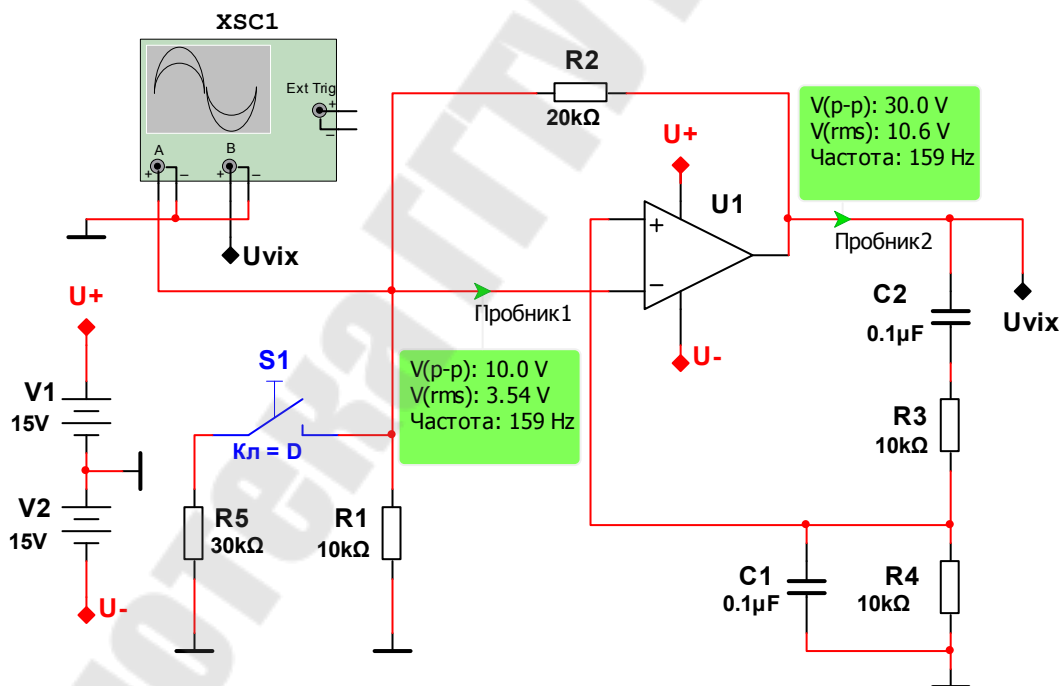 XSC1
Ext Trig
+
−
A
B
+
−
+
−
Uvix
R2
20kΩ
V(p-p): 30.0 V
V(rms): 10.6 V
Частота: 159 Hz
U+
U1
+
−
Пробник2
Пробник1
U-
C2
0.1µF
Uvix
U+
V(p-p): 10.0 V
V(rms): 3.54 V
Частота: 159 Hz
S1
Кл = D
V1
15V
R3
10kΩ
V2
15V
R5
30kΩ
R1
10kΩ
C1
0.1µF
R4
10kΩ
U-